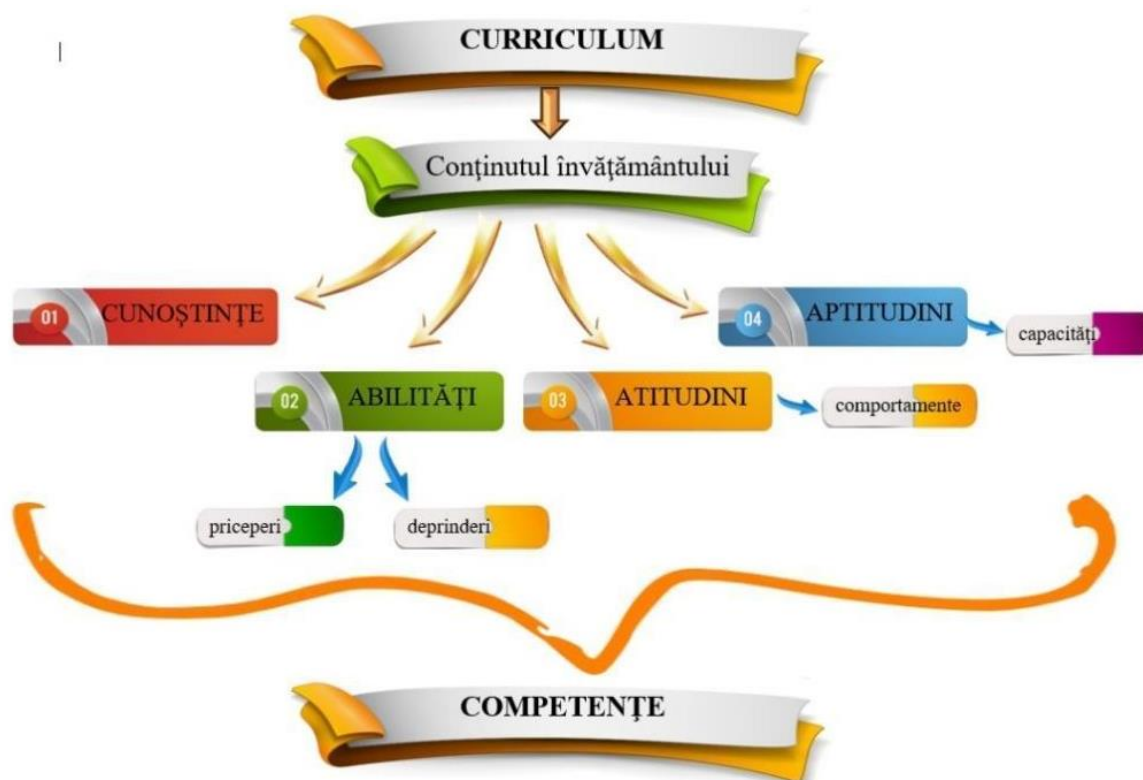 CURRICULUM
Conţinutul învăţământului
01 CUNOŞTINŢE
04 APTITUDINI
capacităţi
02 ABILITĂŢI
03 ATITUDINI
comportamente
priceperi
deprinderi
COMPETENŢE